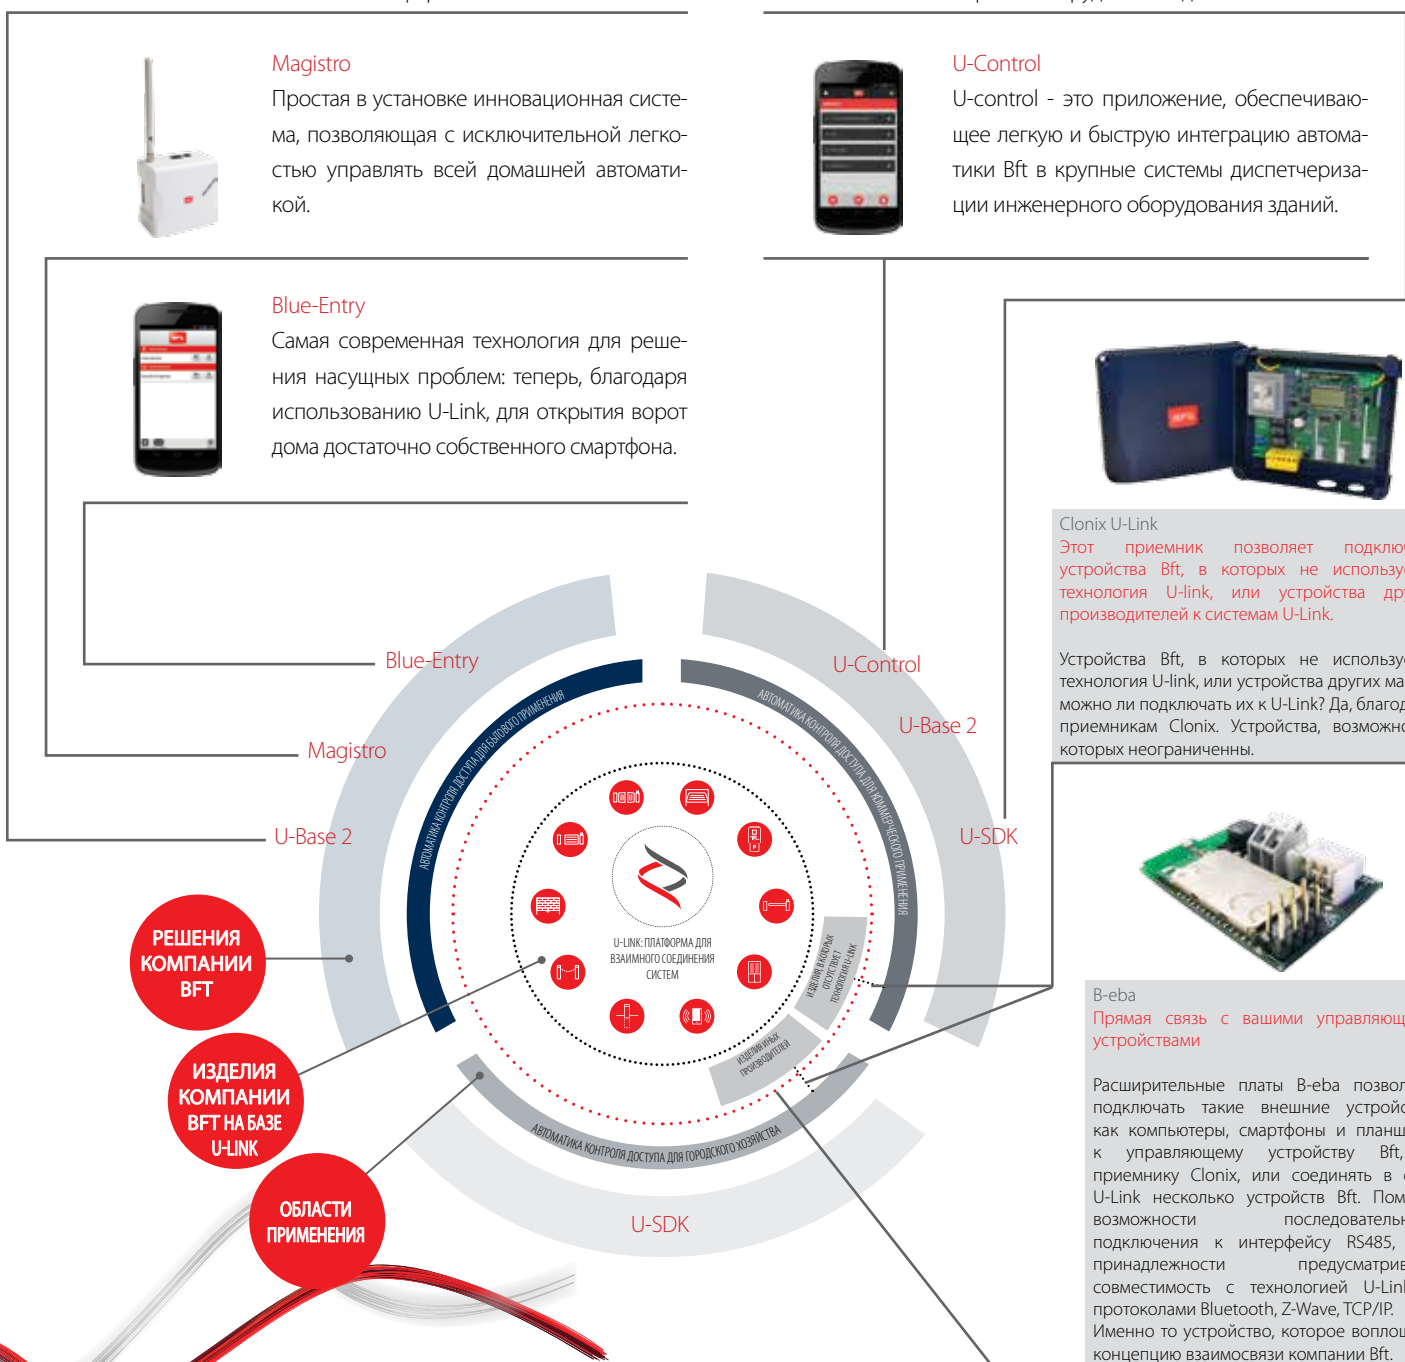 Magistro
Простая в установке инновационная систе-
ма, позволяющая с исключительной легко-
стью управлять всей домашней автомати-
кой.
U-Control
U-control - это приложение, обеспечиваю-
щее легкую и быструю интеграцию автома-
тики Bft в крупные системы диспетчериза-
ции инженерного оборудования зданий.
Blue-Entry
Самая современная технология для реше-
ния насущных проблем: теперь, благодаря
использованию U-Link, для открытия ворот
дома достаточно собственного смартфона.
Clonix U-Link
Этот приемник позволяет подключ
устройства Bft, в которых не использу
технология U-link, или устройства дру
производителей к системам U-Link.
Устройства Bft, в которых не использу
технология U-link, или устройства других ма
можно ли подключать их к U-Link? Да, благод
приемникам Clonix. Устройства, возможно
которых неограниченны.
Blue-Entry
Magistro
U-Base 2
U-Control
U-Base 2
U-SDK
АВТОМАТИКА КОНТРОЛЯ ДОСТУПА ДЛЯ БЫТОВОГО ПРИМЕНЕНИЯ
АВТОМАТИКА КОНТРОЛЯ ДОСТУПА ДЛЯ КОММЕРЧЕСКОГО ПРИМЕНЕНИЯ
U-LINK: ПЛАТФОРМА ДЛЯ
ВЗАИМНОГО СОЕДИНЕНИЯ
СИСТЕМ
ИЗДЕЛИЯ, В КОТОРЫХ
ОТСУТСТВУЕТ
ТЕХНОЛОГИЯ U-LINK
ИЗДЕЛИЯ ИНЫХ
ПРОИЗВОДИТЕЛЕЙ
АВТОМАТИКА КОНТРОЛЯ ДОСТУПА ДЛЯ ГОРОДСКОГО ХОЗЯЙСТВА
U-SDK
РЕШЕНИЯ
КОМПАНИИ
BFT
ИЗДЕЛИЯ
КОМПАНИИ
BFT НА БАЗЕ
U-LINK
ОБЛАСТИ
ПРИМЕНЕНИЯ
B-eba
Прямая связь с вашими управляющ
устройствами
Расширительные платы B-eba позвол
подключать такие внешние устройс
как компьютеры, смартфоны и планш
к управляющему устройству Bft,
приемнику Clonix, или соединять в
U-Link несколько устройств Bft. Пом
возможности последовательн
подключения к интерфейсу RS485,
принадлежности предусматрив
совместимость с технологией U-Lin
протоколами Bluetooth, Z-Wave, TCP/IP.
Именно то устройство, которое воплощ
концепцию взаимосвязи компании Bft.